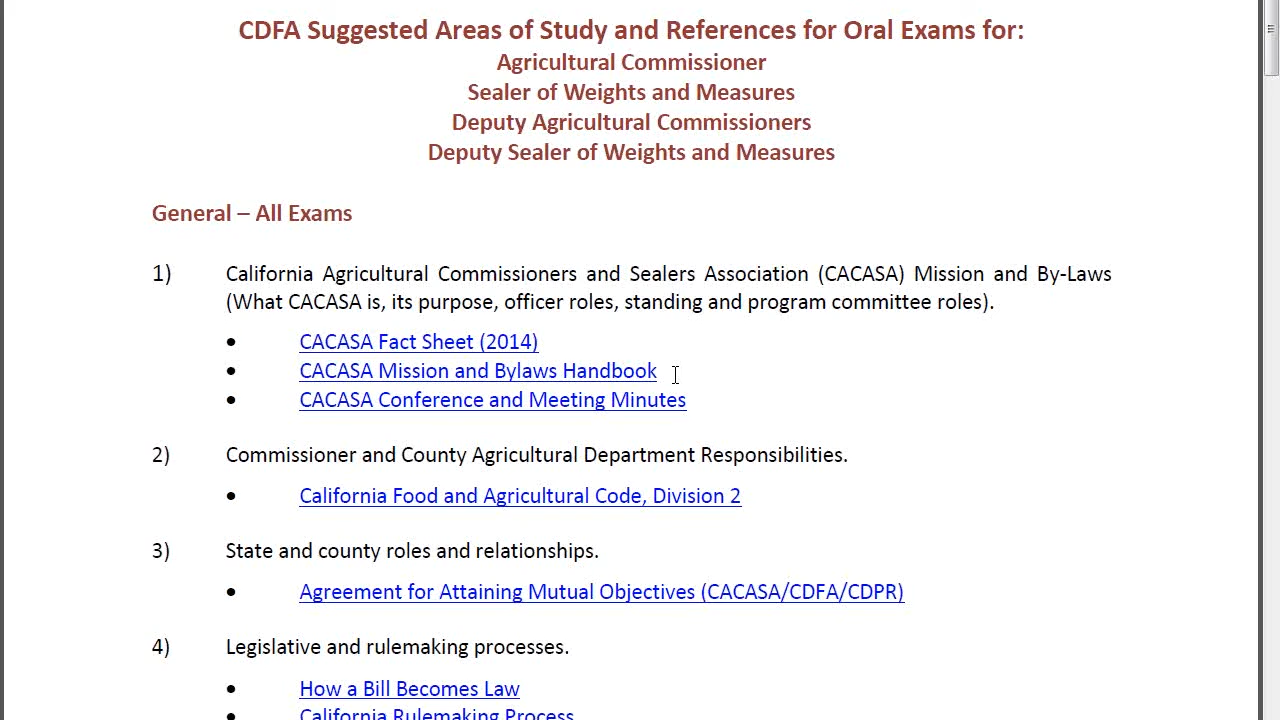 CDFA Suggested Areas of Study and References for Oral Exams for:
Agricultural Commissioner
Sealer of Weights and Measures
Deputy Agricultural Commissioners
Deputy Sealer of Weights and Measures
General – All Exams
1) California Agricultural Commissioners and Sealers Association (CACASA) Mission and By-Laws
(What CACASA is, its purpose, officer roles, standing and program committee roles).
• CACASA Fact Sheet (2014)
• CACASA Mission and Bylaws Handbook
• CACASA Conference and Meeting Minutes
2) Commissioner and County Agricultural Department Responsibilities.
• California Food and Agricultural Code, Division 2
3) State and county roles and relationships.
• Agreement for Attaining Mutual Objectives (CACASA/CDFA/CDPR)
4) Legislative and rulemaking processes.
• How a Bill Becomes Law
• California Rulemaking Process